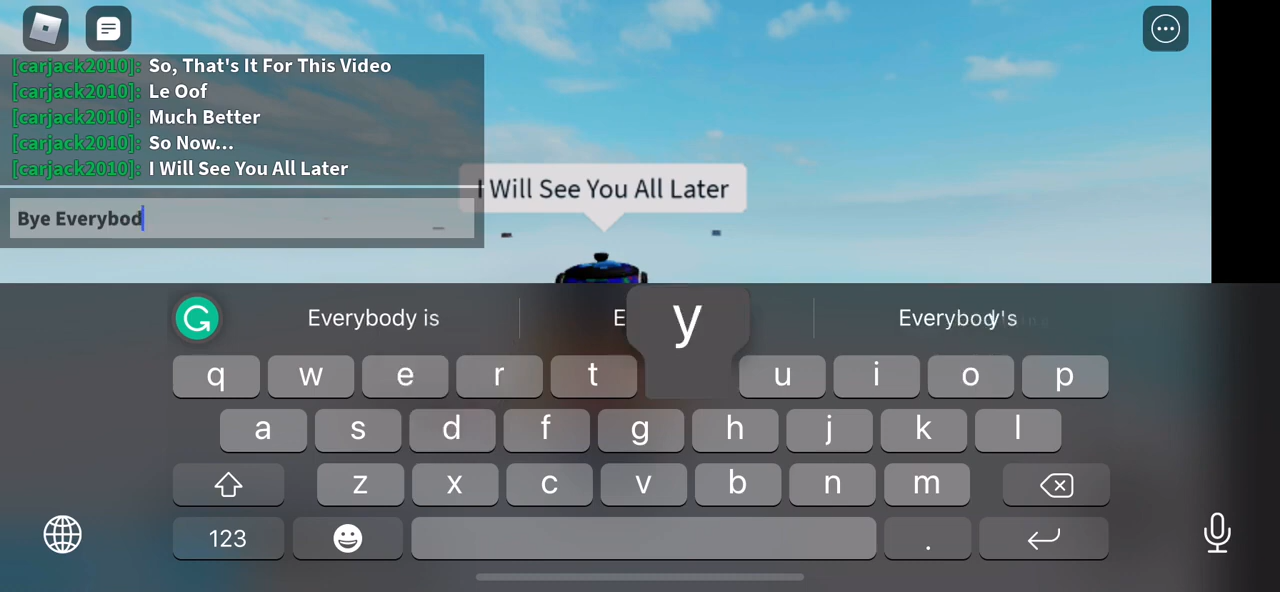 [carjack2010]: So, That's It For This Video
[carjack2010]: Le Oof
[carjack2010]: Much Better
[carjack2010]: So Now...
[carjack2010]: I Will See You All Later
I Will See You All Later
Bye Everybod
Everybody is
E
Everybod's
y
q w e r t u i o p
a s d f g h j k l
z x c v b n m
123
.